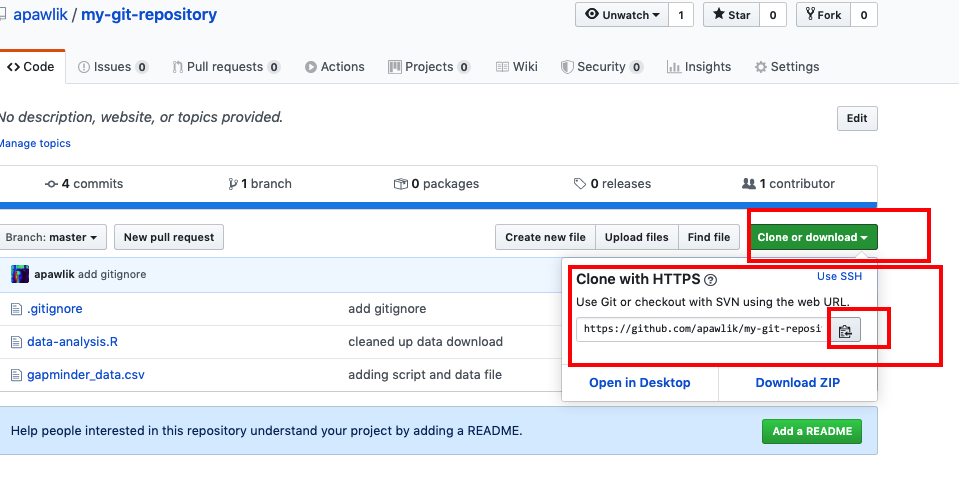 apawlik / my-git-repository
Unwatch 1 Star 0 Fork 0
Code Issues 0 Pull requests 0 Actions Projects 0 Wiki Security 0 Insights Settings
No description, website, or topics provided.
Edit
Manage topics
4 commits 1 branch 0 packages 0 releases 1 contributor
Branch: master New pull request Create new file Upload files Find file Clone or download
apawlik add gitignore
Clone with HTTPS ? Use SSH
Use Git or checkout with SVN using the web URL.
.gitignore add gitignore
https://github.com/apawlik/my-git-reposit
data-analysis.R cleaned up data download
gapminder_data.csv adding script and data file
Open in Desktop Download ZIP
Help people interested in this repository understand your project by adding a README.
Add a README